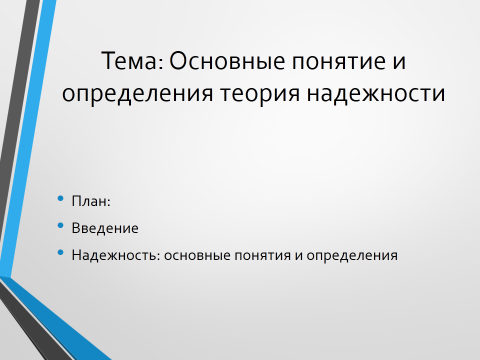 Тема: Основные понятие и
определения теория надежности
План:
Введение
Надежность: основные понятия и определения